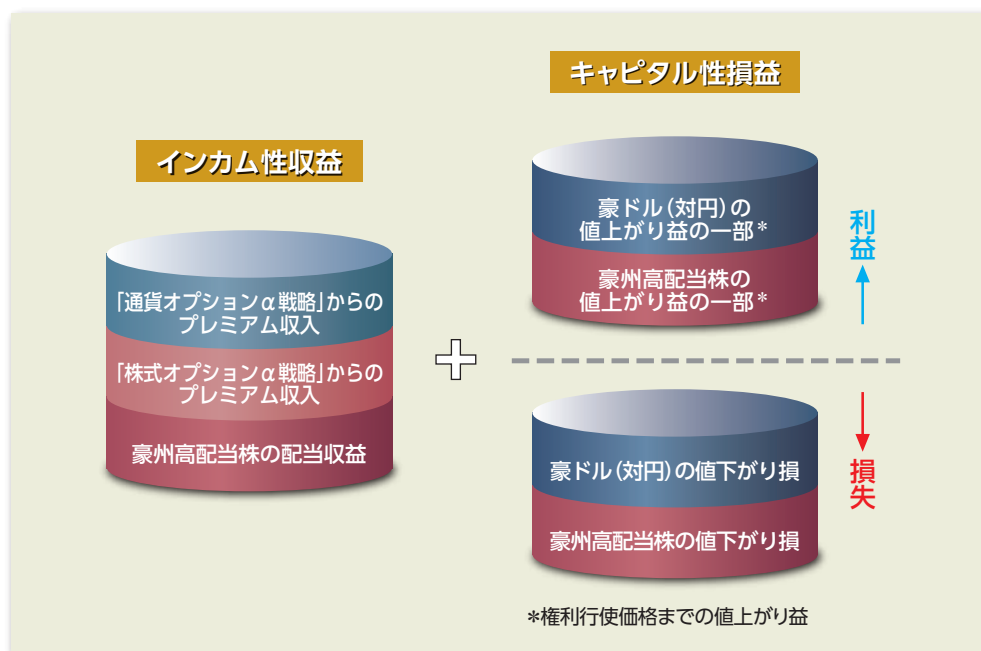 インカム性収益
「通貨オプションα戦略」からの
プレミアム収入
「株式オプションα戦略」からの
プレミアム収入
豪州高配当株の配当収益
+
キャピタル性損益
豪ドル(対円)の
値上がり益の一部*
豪州高配当株の
値上がり益の一部*
利益
豪ドル(対円)の値下がり損
豪州高配当株の値下がり損
損失
*権利行使価格までの値上がり益